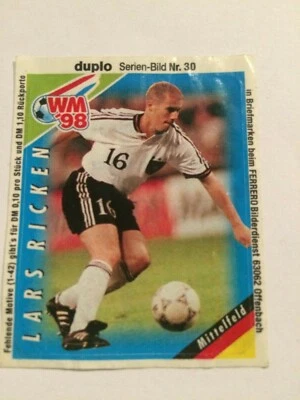 duplo Serien-Bild Nr. 30
WM
'98
16
16
LARS RICKEN
Mittelfeld
Fehlende Motive (1-42) gibt's für DM 0,10 pro Stück und DM 1,10 Rückporto
in Briefmarken beim FERRERO Bilderdienst 63062 Offenbach